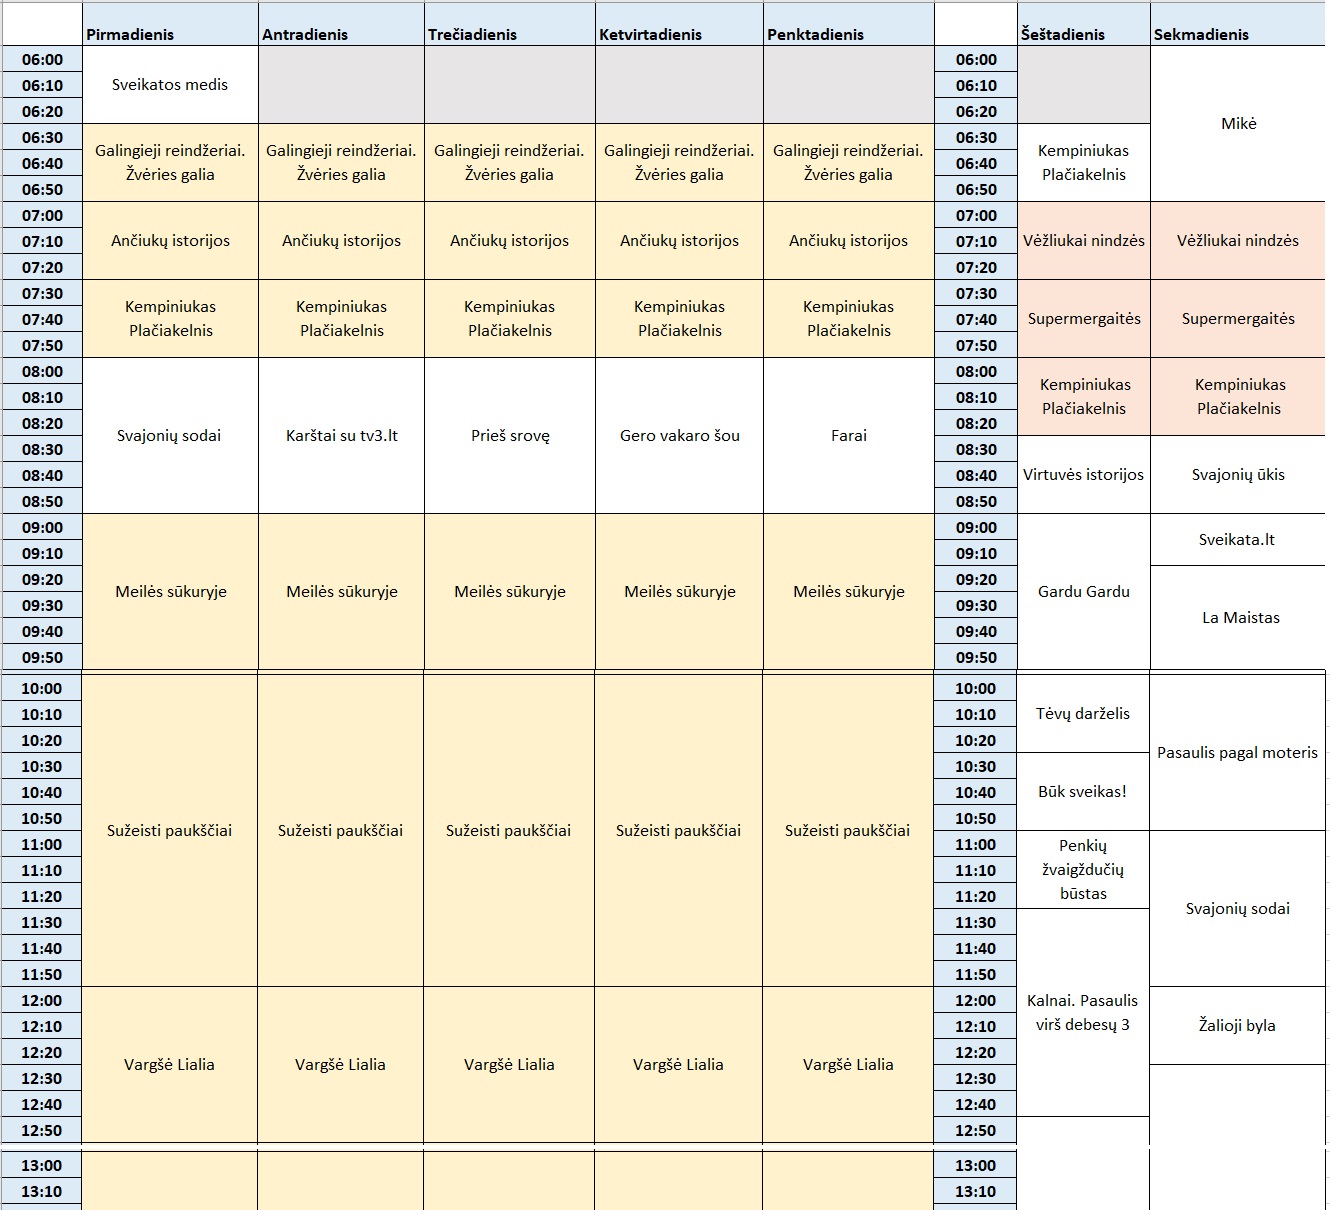 Pirmadienis Antradienis Trečiadienis Ketvirtadienis Penktadienis Šeštadienis Sekmadienis
06:00 06:00
06:10 Sveikatos medis 06:10
06:20 06:20 Mikė
06:30 Galingieji reindžeriai. Galingieji reindžeriai. Galingieji reindžeriai. Galingieji reindžeriai. Galingieji reindžeriai. 06:30 Kempiniukas
06:40 Žvėries galia Žvėries galia Žvėries galia Žvėries galia Žvėries galia 06:40 Plačiakelnis
06:50 06:50
07:00 07:00
07:10 Ančiukų istorijos Ančiukų istorijos Ančiukų istorijos Ančiukų istorijos Ančiukų istorijos 07:10 Vėžliukai nindzės Vėžliukai nindzės
07:20 07:20
07:30 Kempiniukas Kempiniukas Kempiniukas Kempiniukas Kempiniukas 07:30
07:40 Plačiakelnis Plačiakelnis Plačiakelnis Plačiakelnis Plačiakelnis 07:40 Supermergaitės Supermergaitės
07:50 07:50
08:00 08:00 Kempiniukas Kempiniukas
08:10 08:10 Plačiakelnis Plačiakelnis
08:20 Svajonių sodai Karštai su tv3.lt Prieš srovę Gero vakaro šou Farai 08:20
08:30 08:30
08:40 08:40 Virtuvės istorijos Svajonių ūkis
08:50 08:50
09:00 09:00 Sveikata.lt
09:10 09:10
09:20 Meilės sūkuryje Meilės sūkuryje Meilės sūkuryje Meilės sūkuryje Meilės sūkuryje 09:20 Gardu Gardu
09:30 09:30 La Maistas
09:40 09:40
09:50 09:50
10:00 10:00
10:10 10:10 Tėvų darželis
10:20 10:20 Pasaulis pagal moteris
10:30 10:30
10:40 10:40 Būk sveikas!
10:50 Sužeisti paukščiai Sužeisti paukščiai Sužeisti paukščiai Sužeisti paukščiai Sužeisti paukščiai 10:50
11:00 11:00 Penkių
11:10 11:10 žvaigždučių
11:20 11:20 būstas Svajonių sodai
11:30 11:30
11:40 11:40
11:50 11:50
12:00 12:00 Kalnai. Pasaulis
12:10 12:10 virš debesų 3 Žalioji byla
12:20 Vargšė Lialia Vargšė Lialia Vargšė Lialia Vargšė Lialia Vargšė Lialia 12:20
12:30 12:30
12:40 12:40
12:50 12:50
13:00 13:00
13:10 13:10